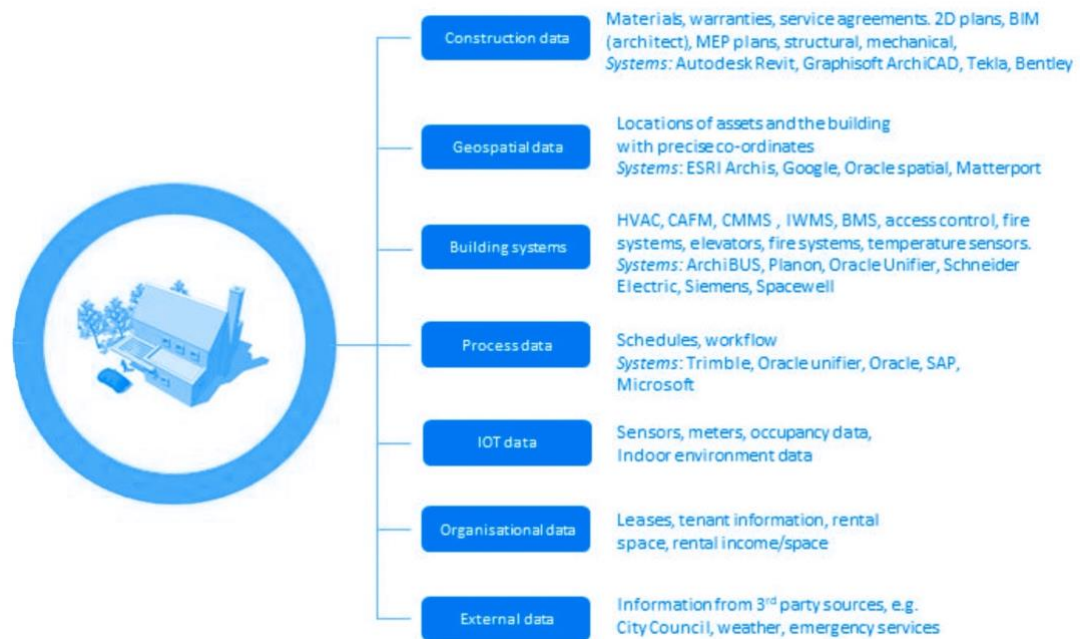 Construction data
Materials, warranties, service agreements. 2D plans, BIM
(architect), MEP plans, structural, mechanical,
Systems: Autodesk Revit, Graphisoft ArchiCAD, Tekla, Bentley
Geospatial data
Locations of assets and the building
with precise co-ordinates
Systems: ESRI Archis, Google, Oracle spatial, Matterport
Building systems
HVAC, CAFM, CMMS , IWMS, BMS, access control, fire
systems, elevators, fire systems, temperature sensors.
Systems: ArchiBUS, Planon, Oracle Unifier, Schneider
Electric, Siemens, Spacewell
Process data
Schedules, workflow
Systems: Trimble, Oracle unifier, Oracle, SAP,
Microsoft
IOT data
Sensors, meters, occupancy data,
Indoor environment data
Organisational data
Leases, tenant information, rental
space, rental income/space
External data
Information from 3rd party sources, e.g.
City Council, weather, emergency services